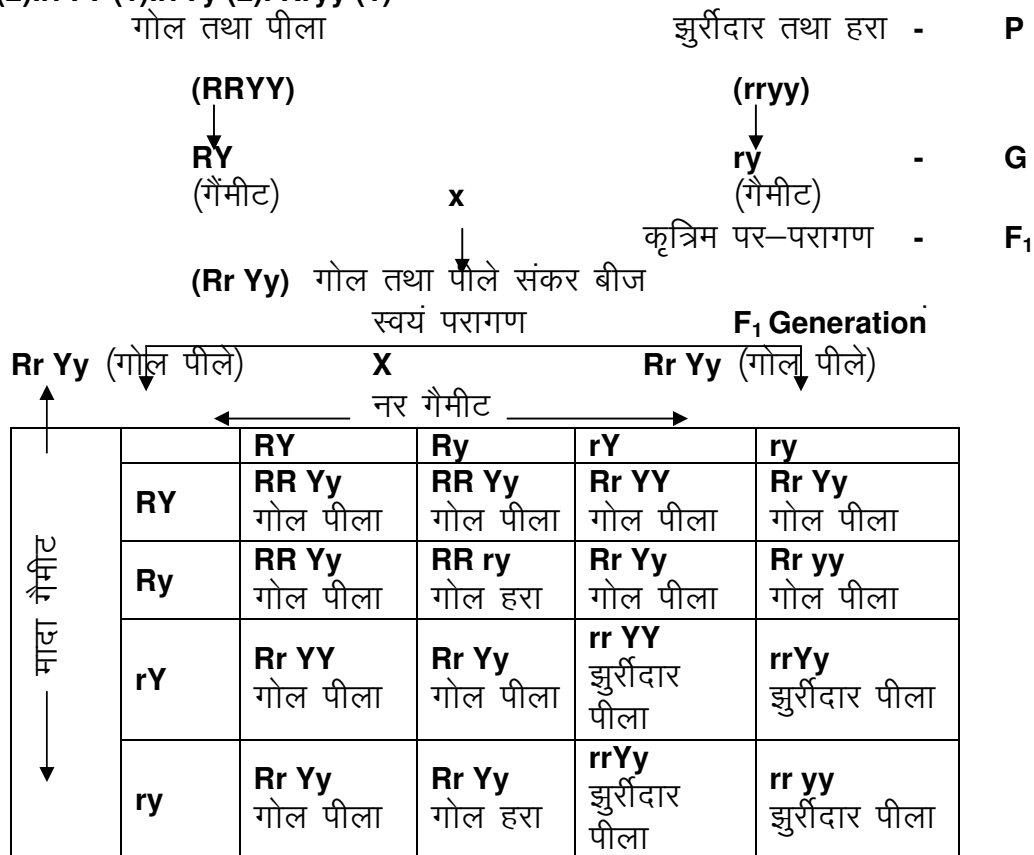 गोल तथा पीला झुर्रीदार तथा हरा - P
(RRYY) (rryy)
RY ry - G
(गैंमीट) x (गैमीट)
कृत्रिम पर–परागण - F1
(Rr Yy) गोल तथा पीले संकर बीज
स्वयं परागण F1 Generation
Rr Yy (गोल पीले) X Rr Yy (गोल पीले)
नर गैमीट
मादा गैमीट
RY Ry rY ry
RY
RR Yy RR Yy Rr YY Rr Yy
गोल पीला गोल पीला गोल पीला गोल पीला
Ry
RR Yy RR ry Rr Yy Rr yy
गोल पीला गोल हरा गोल पीला गोल पीला
rY
Rr YY Rr Yy rr YY rrYy
गोल पीला गोल पीला झुर्रीदार झुर्रीदार पीला
पीला
ry
Rr Yy Rr Yy rrYy rr yy
गोल पीला गोल हरा झुर्रीदार झुर्रीदार पीला
पीला